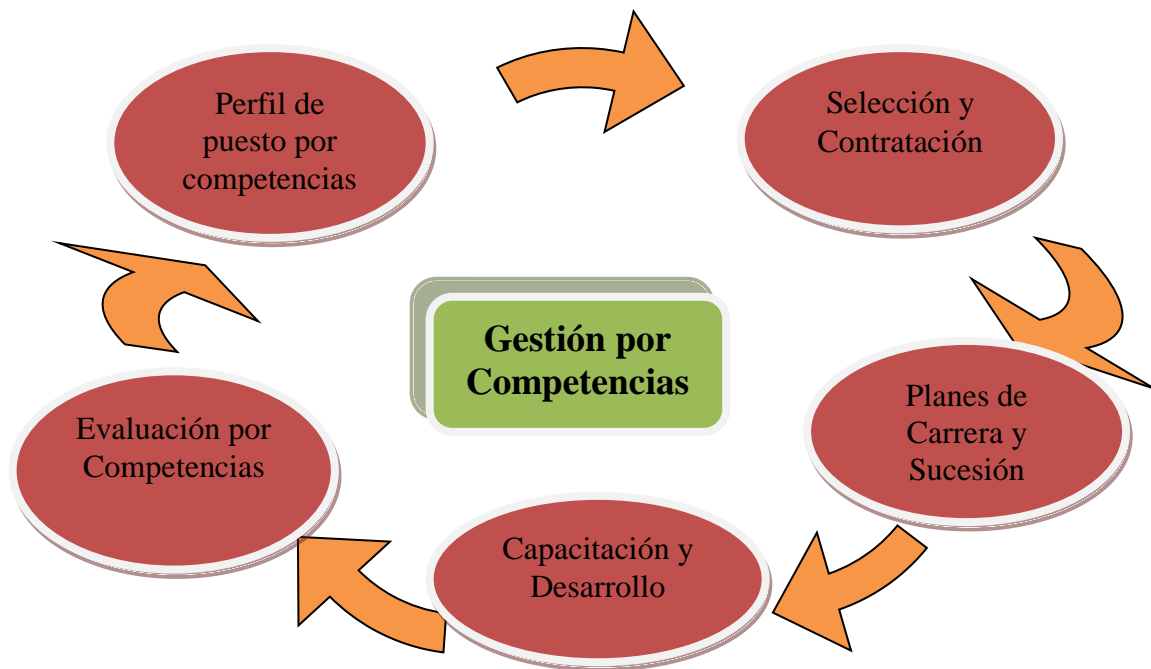 Perfil de
puesto por
competencias
Selección y
Contratación
Planes de
Carrera y
Sucesión
Capacitación y
Desarrollo
Evaluación por
Competencias
Gestión por
Competencias